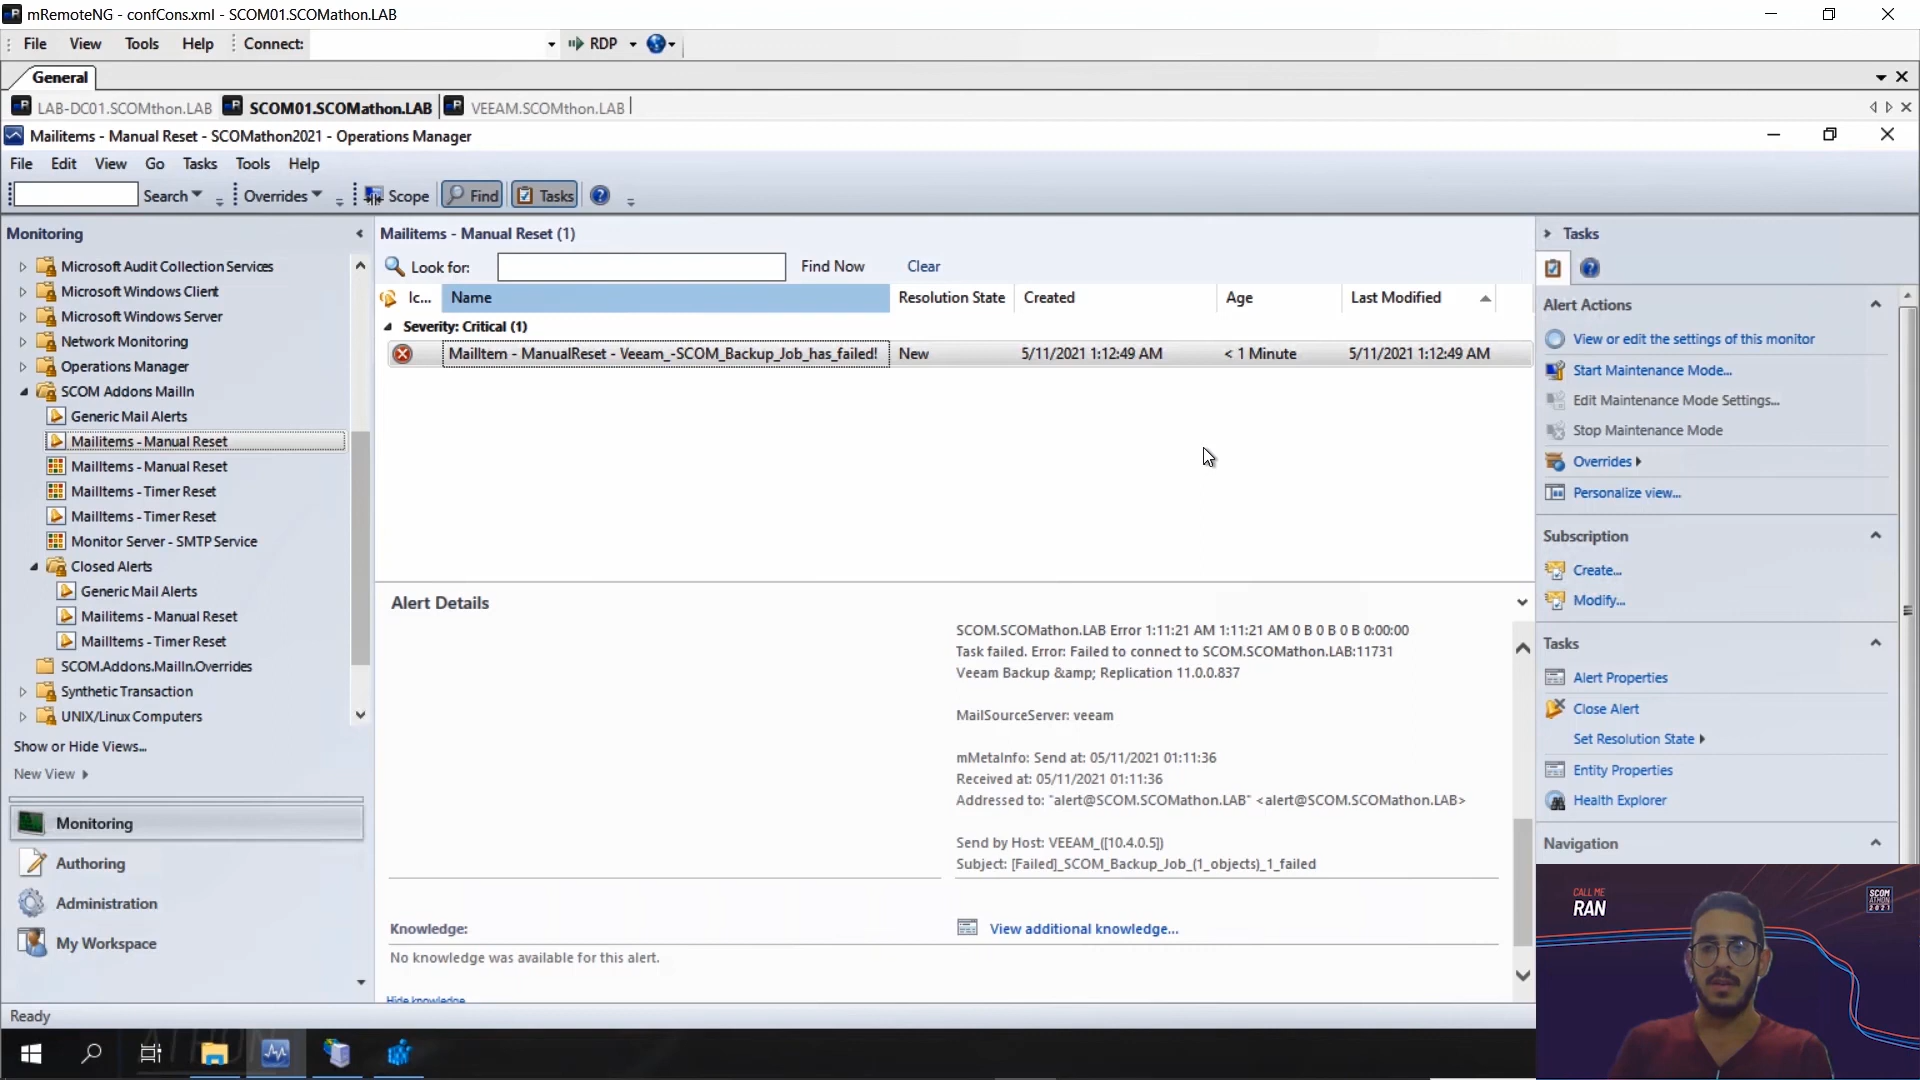 mRemoteNG - confCons.xml - SCOM01.SCOMathon.LAB
File View Tools Help Connect: RDP
General
LAB-DC01.SCOMthon.LAB SCOM01.SCOMathon.LAB VEEAM.SCOMthon.LAB
Mailitems - Manual Reset - SCOMathon2021 - Operations Manager
File Edit View Go Tasks Tools Help
Search Overrides Scope Find Tasks
Monitoring
Microsoft Audit Collection Services
Microsoft Windows Client
Microsoft Windows Server
Network Monitoring
Operations Manager
SCOM Addons MailIn
Generic Mail Alerts
Mailitems - Manual Reset
MailItems - Manual Reset
MailItems - Timer Reset
MailItems - Timer Reset
Monitor Server - SMTP Service
Closed Alerts
Generic Mail Alerts
Mailitems - Manual Reset
MailItems - Timer Reset
SCOM.Addons.MailIn.Overrides
Synthetic Transaction
UNIX/Linux Computers
Show or Hide Views...
New View
Monitoring
Authoring
Administration
My Workspace
Ready
Mailitems - Manual Reset (1)
Look for: Find Now Clear
Ic... Name Resolution State Created Age Last Modified
Severity: Critical (1)
MailItem - ManualReset - Veeam_-SCOM_Backup_Job_has_failed! New 5/11/2021 1:12:49 AM < 1 Minute 5/11/2021 1:12:49 AM
Alert Details
SCOM.SCOMathon.LAB Error 1:11:21 AM 1:11:21 AM 0 B 0 B 0 B 0:00:00
Task failed. Error: Failed to connect to SCOM.SCOMathon.LAB:11731
Veeam Backup &amp; Replication 11.0.0.837
MailSourceServer: veeam
mMetaInfo: Send at: 05/11/2021 01:11:36
Received at: 05/11/2021 01:11:36
Addressed to: "alert@SCOM.SCOMathon.LAB" <alert@SCOM.SCOMathon.LAB>
Send by Host: VEEAM_([10.4.0.5])
Subject: [Failed]_SCOM_Backup_Job_(1_objects)_1_failed
Knowledge:
View additional knowledge...
No knowledge was available for this alert.
Hide knowledge
Tasks
Alert Actions
View or edit the settings of this monitor
Start Maintenance Mode...
Edit Maintenance Mode Settings...
Stop Maintenance Mode
Overrides
Personalize view...
Subscription
Create...
Modify...
Tasks
Alert Properties
Close Alert
Set Resolution State
Entity Properties
Health Explorer
Navigation
CALL ME
RAN
SCOM
ATHON
2021